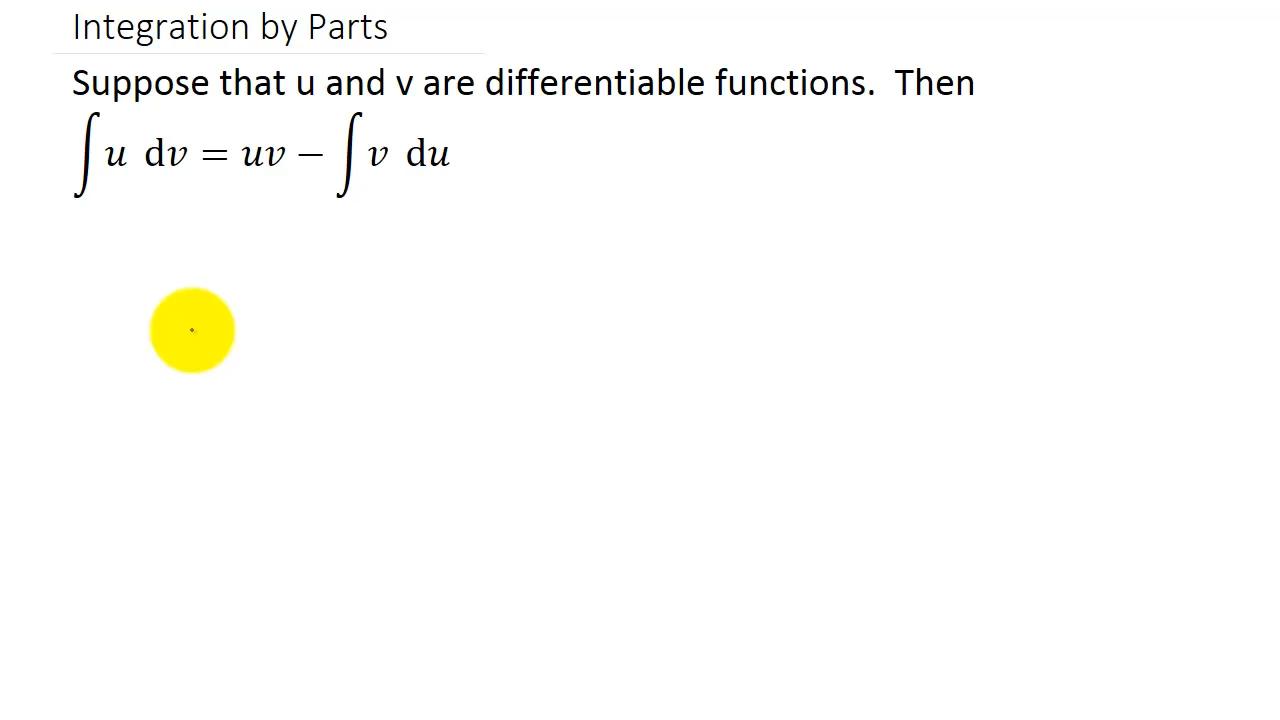 Integration by Parts
Suppose that u and v are differentiable functions.  Then
∫u dv = uv − ∫v du